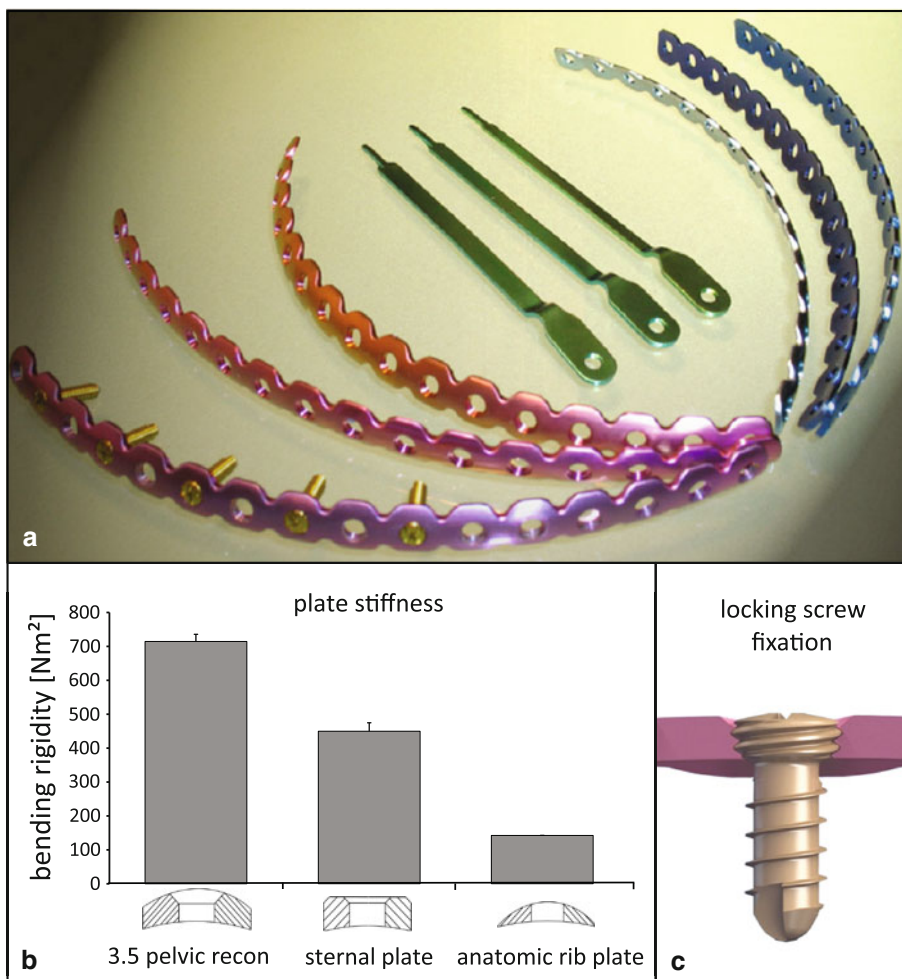 a
plate stiffness
bending rigidity [Nm²]
800
700
600
500
400
300
200
100
0
3.5 pelvic recon
sternal plate
anatomic rib plate
b
locking screw
fixation
c